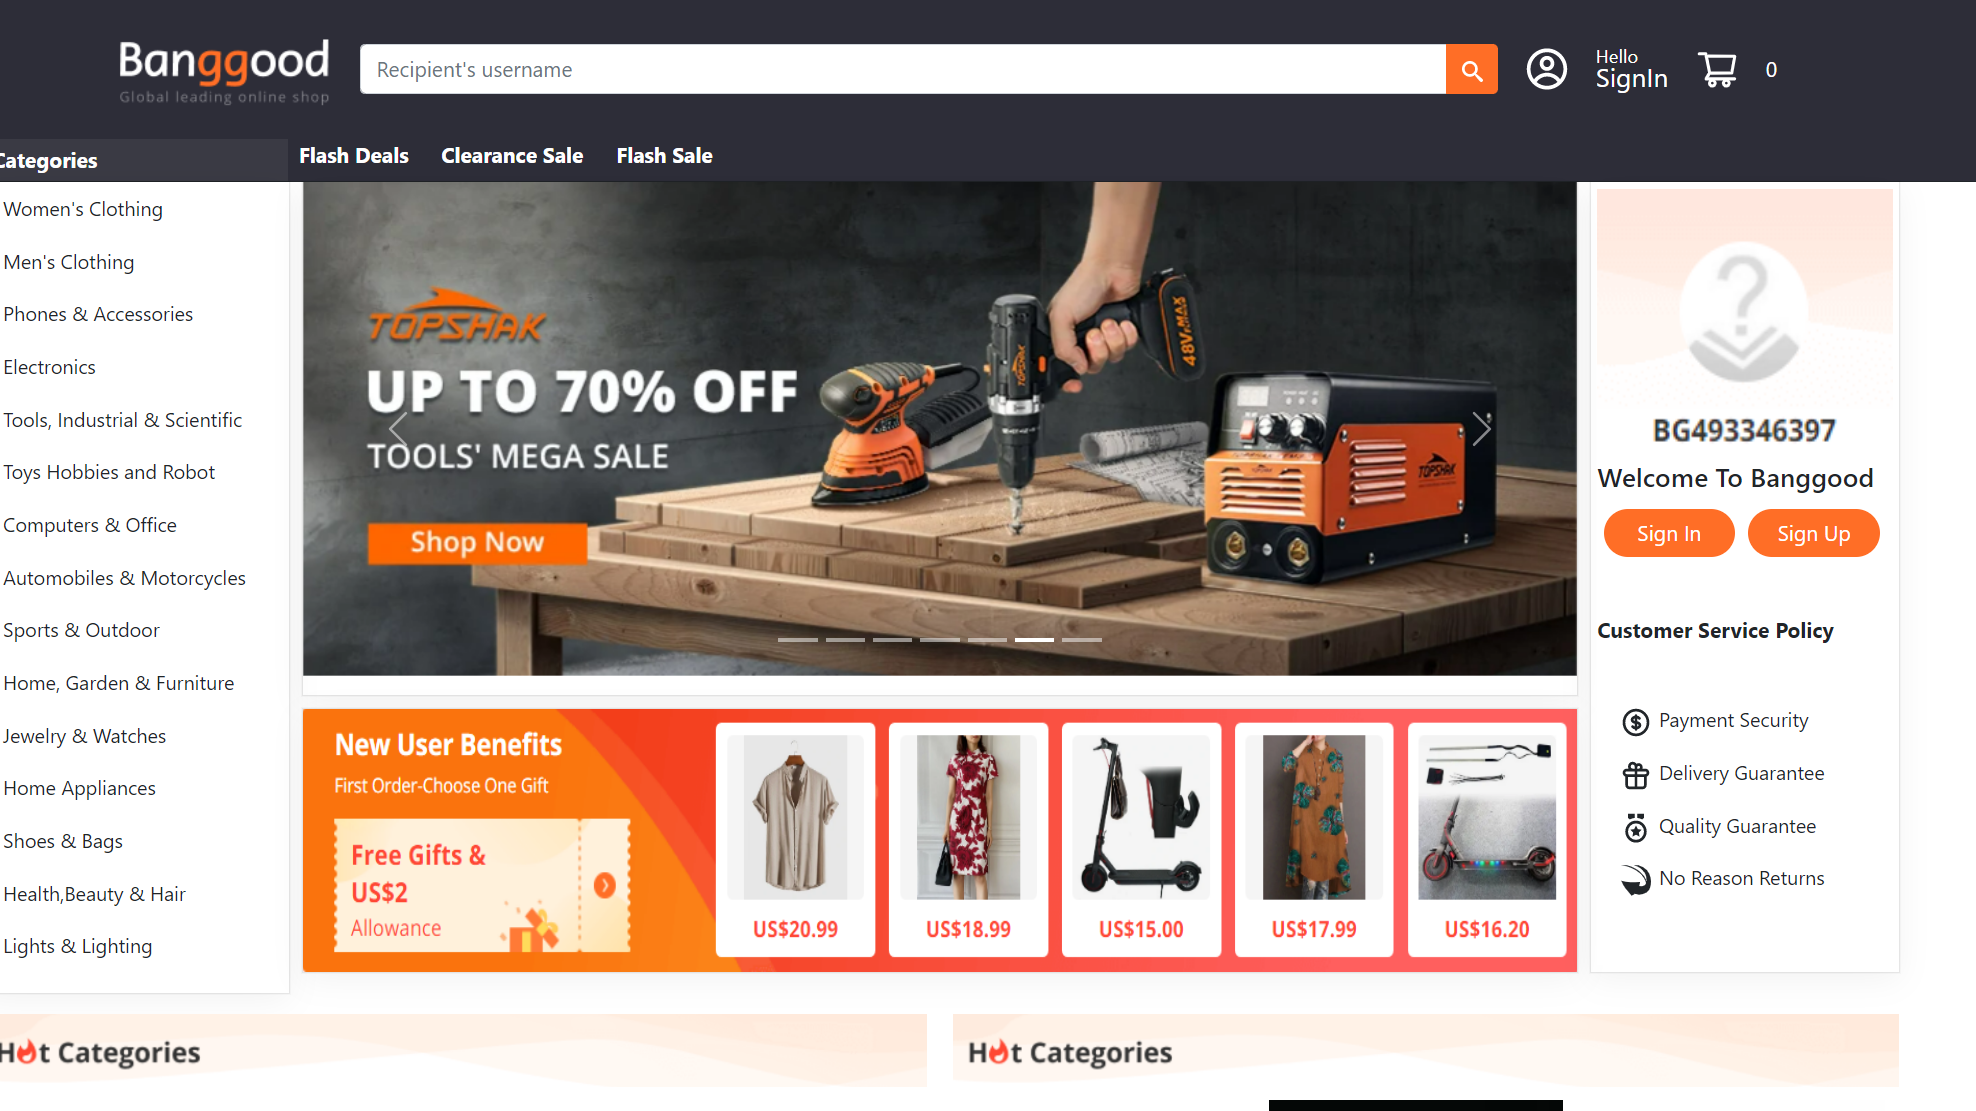 Banggood
Global leading online shop
Recipient's username
Hello
SignIn
0
Categories
Flash Deals
Clearance Sale
Flash Sale
Women's Clothing
Men's Clothing
Phones & Accessories
Electronics
Tools, Industrial & Scientific
Toys Hobbies and Robot
Computers & Office
Automobiles & Motorcycles
Sports & Outdoor
Home, Garden & Furniture
Jewelry & Watches
Home Appliances
Shoes & Bags
Health,Beauty & Hair
Lights & Lighting
TOPSHAK
UP TO 70% OFF
TOOLS' MEGA SALE
Shop Now
TOPSHAK
48V-MAX
TOPSHAK
New User Benefits
First Order-Choose One Gift
Free Gifts &
US$2
Allowance
US$20.99
US$18.99
US$15.00
US$17.99
US$16.20
BG493346397
Welcome To Banggood
Sign In
Sign Up
Customer Service Policy
Payment Security
Delivery Guarantee
Quality Guarantee
No Reason Returns
Hot Categories
Hot Categories